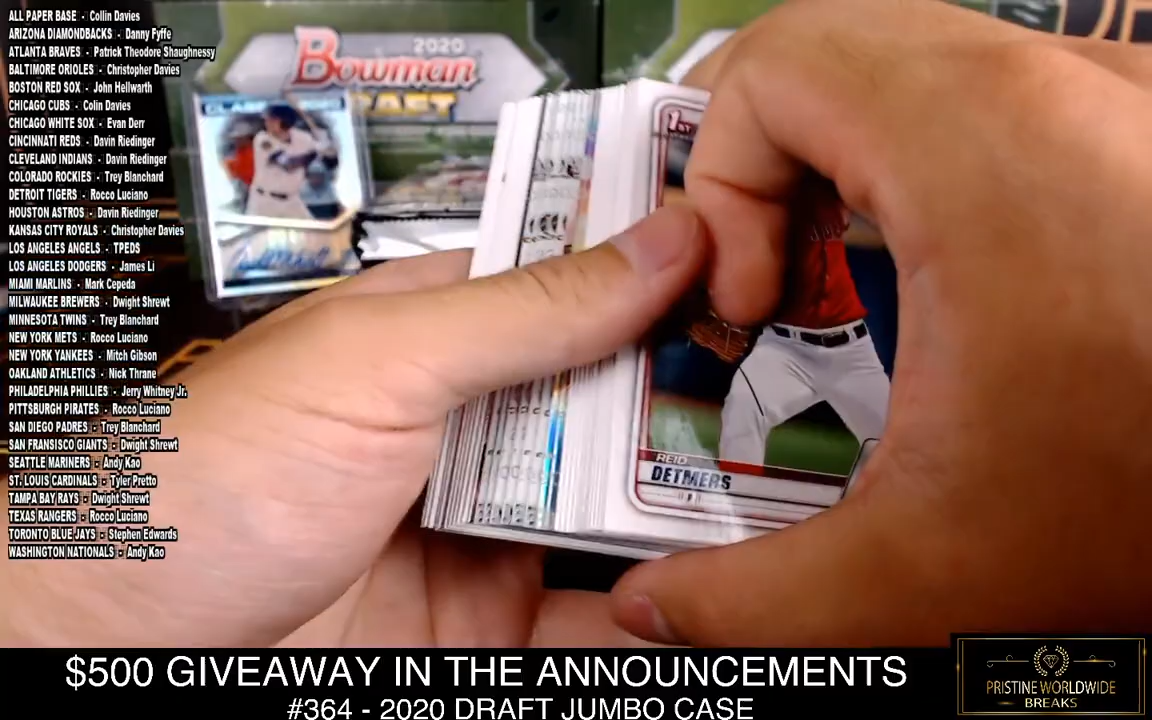 ALL PAPER BASE - Collin Davies
ARIZONA DIAMONDBACKS - Danny Fyffe
ATLANTA BRAVES - Patrick Theodore Shaughnessy
BALTIMORE ORIOLES - Christopher Davies
BOSTON RED SOX - John Hellwarth
CHICAGO CUBS - Colin Davies
CHICAGO WHITE SOX - Evan Derr
CINCINNATI REDS - Davin Riedinger
CLEVELAND INDIANS - Davin Riedinger
COLORADO ROCKIES - Trey Blanchard
DETROIT TIGERS - Rocco Luciano
HOUSTON ASTROS - Davin Riedinger
KANSAS CITY ROYALS - Christopher Davies
LOS ANGELES ANGELS - TPEDS
LOS ANGELES DODGERS - James Li
MIAMI MARLINS - Mark Cepeda
MILWAUKEE BREWERS - Dwight Shrewt
MINNESOTA TWINS - Trey Blanchard
NEW YORK METS - Rocco Luciano
NEW YORK YANKEES - Mitch Gibson
OAKLAND ATHLETICS - Nick Thrane
PHILADELPHIA PHILLIES - Jerry Whitney Jr.
PITTSBURGH PIRATES - Rocco Luciano
SAN DIEGO PADRES - Trey Blanchard
SAN FRANSISCO GIANTS - Dwight Shrewt
SEATTLE MARINERS - Andy Kao
ST. LOUIS CARDINALS - Tyler Pretto
TAMPA BAY RAYS - Dwight Shrewt
TEXAS RANGERS - Rocco Luciano
TORONTO BLUE JAYS - Stephen Edwards
WASHINGTON NATIONALS - Andy Kao
2020
Bowman
DRAFT
1ST
REID
DETMERS
$500 GIVEAWAY IN THE ANNOUNCEMENTS
#364 - 2020 DRAFT JUMBO CASE
PRISTINE WORLDWIDE
BREAKS